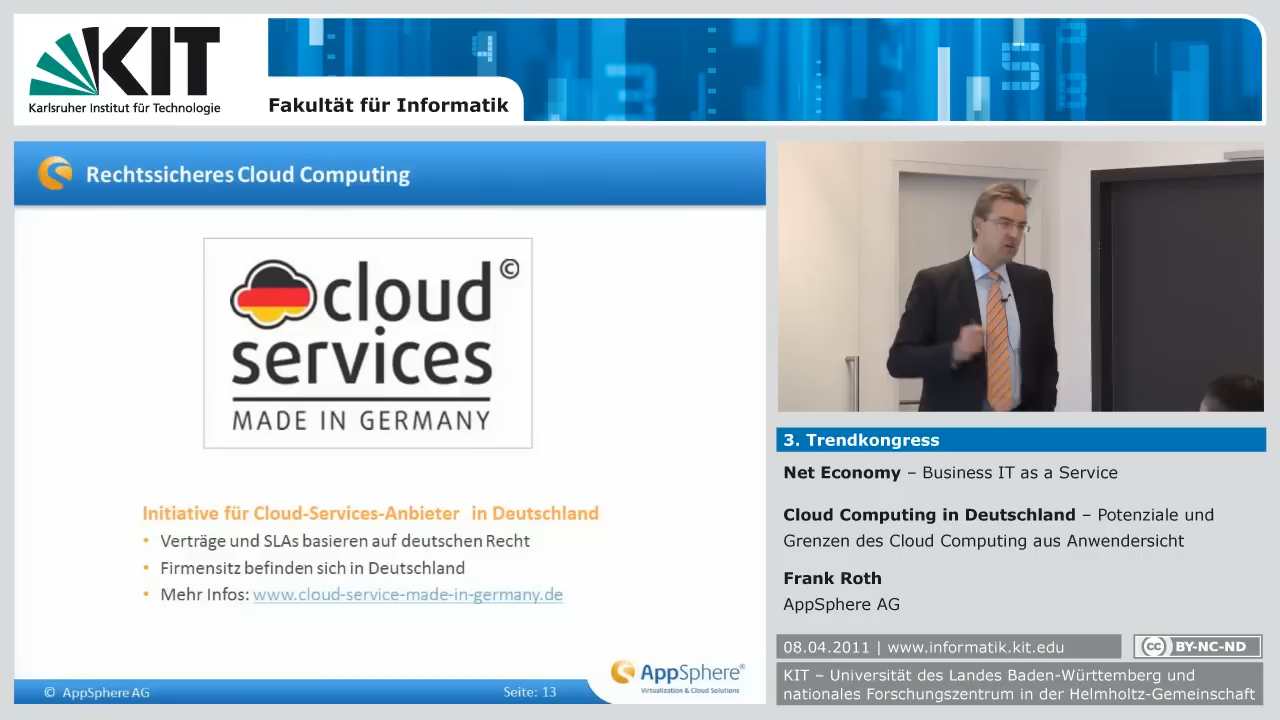 KIT
Karlsruher Institut für Technologie
Fakultät für Informatik
Rechtssicheres Cloud Computing
cloud ©
services
MADE IN GERMANY
Initiative für Cloud-Services-Anbieter in Deutschland
• Verträge und SLAs basieren auf deutschen Recht
• Firmensitz befinden sich in Deutschland
• Mehr Infos: www.cloud-service-made-in-germany.de
AppSphere®
Virtualization & Cloud Solutions
© AppSphere AG
Seite: 13
3. Trendkongress
Net Economy – Business IT as a Service
Cloud Computing in Deutschland – Potenziale und
Grenzen des Cloud Computing aus Anwendersicht
Frank Roth
AppSphere AG
08.04.2011 | www.informatik.kit.edu
cc BY-NC-ND
KIT – Universität des Landes Baden-Württemberg und
nationales Forschungszentrum in der Helmholtz-Gemeinschaft